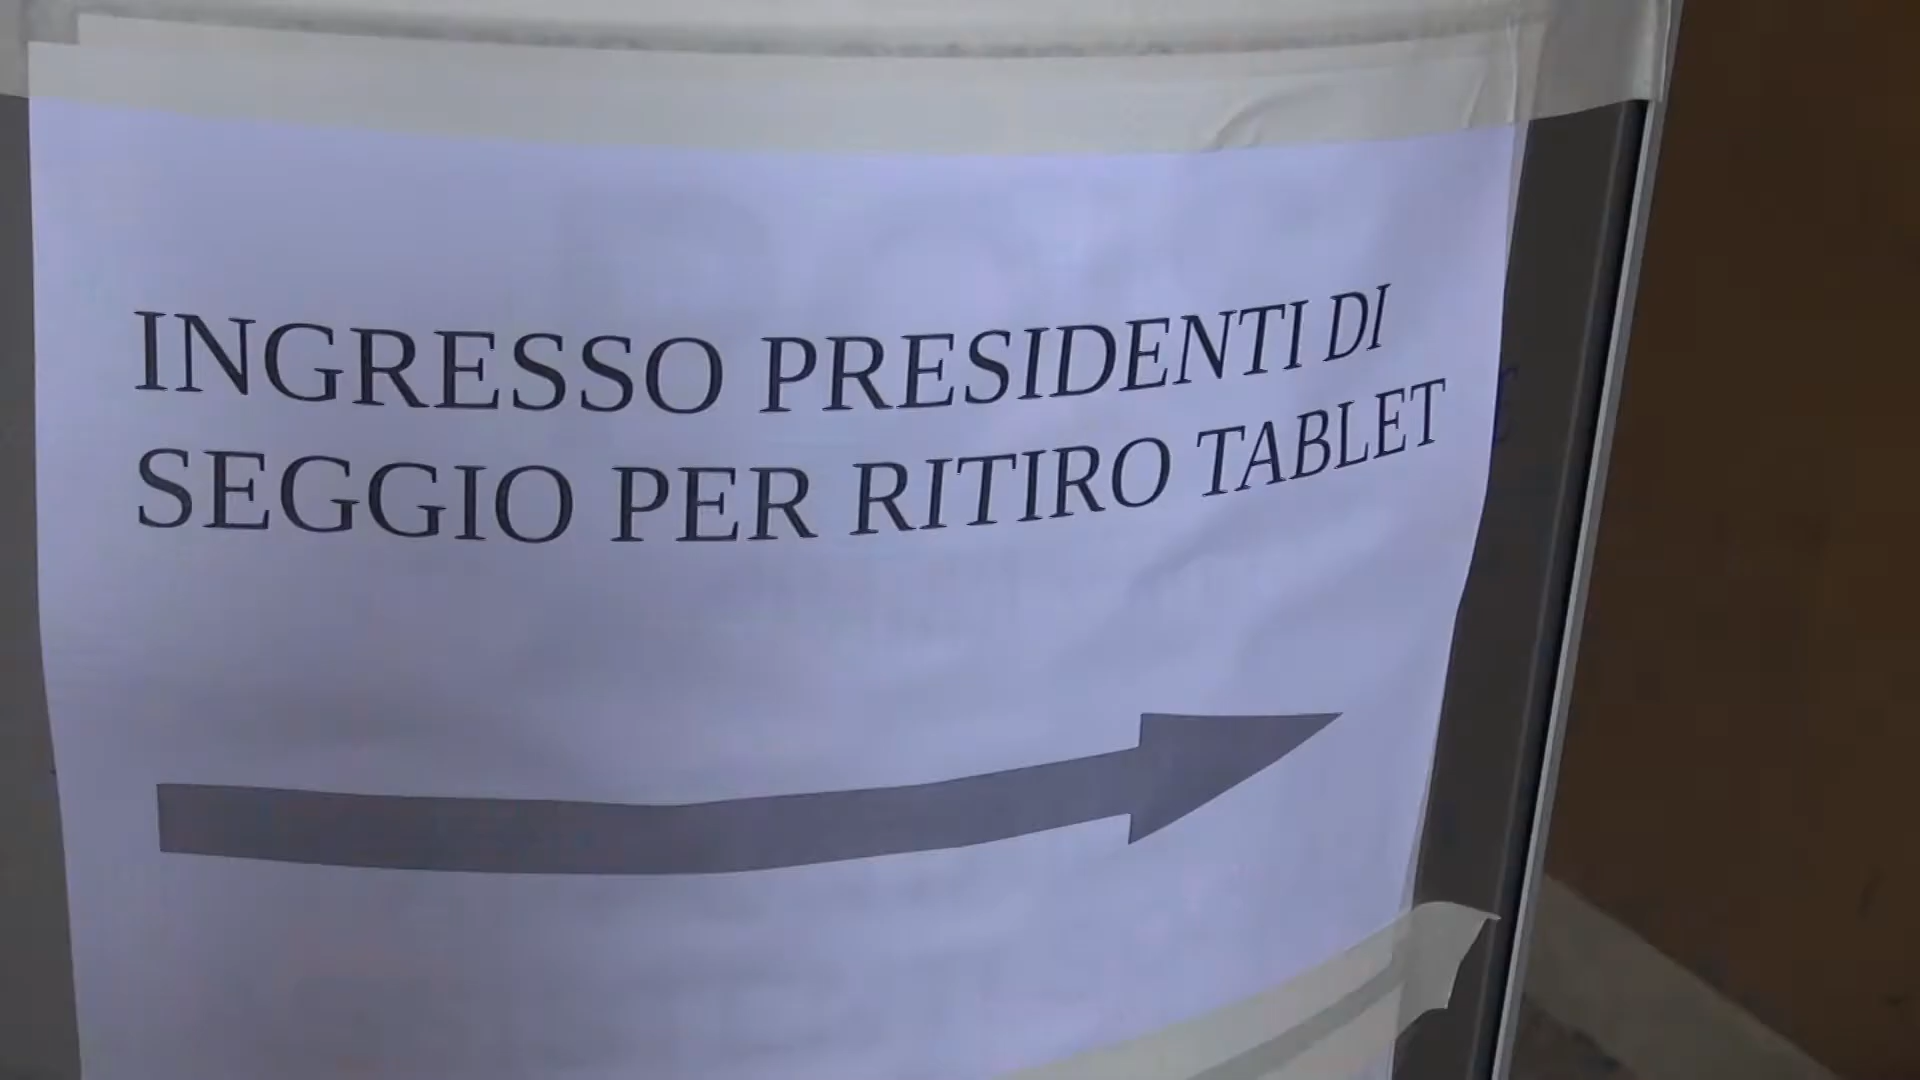 INGRESSO PRESIDENTI DI
SEGGIO PER RITIRO TABLET